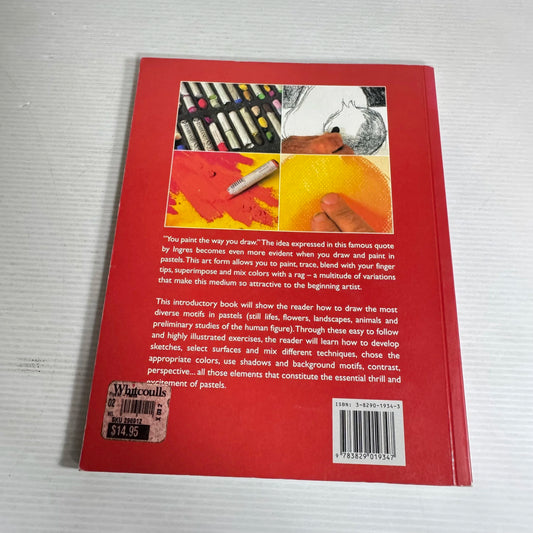 "You paint the way you draw." The idea expressed in this famous quote
by Ingres becomes even more evident when you draw and paint in
pastels. This art form allows you to paint, trace, blend with your finger
tips, superimpose and mix colors with a rag – a multitude of variations
that make this medium so attractive to the beginning artist.
This introductory book will show the reader how to draw the most
diverse motifs in pastels (still lifes, flowers, landscapes, animals and
preliminary studies of the human figure). Through these easy to follow
and highly illustrated exercises, the reader will learn how to develop
sketches, select surfaces and mix different techniques, chose the
appropriate colors, use shadows and background motifs, contrast,
perspective... all those elements that constitute the essential thrill and
excitement of pastels.
Whitcoulls
02
$14.95
ISBN: 3-8290-1934-3
9 783829 019347